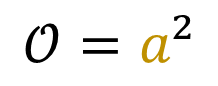 𝒪 = a²